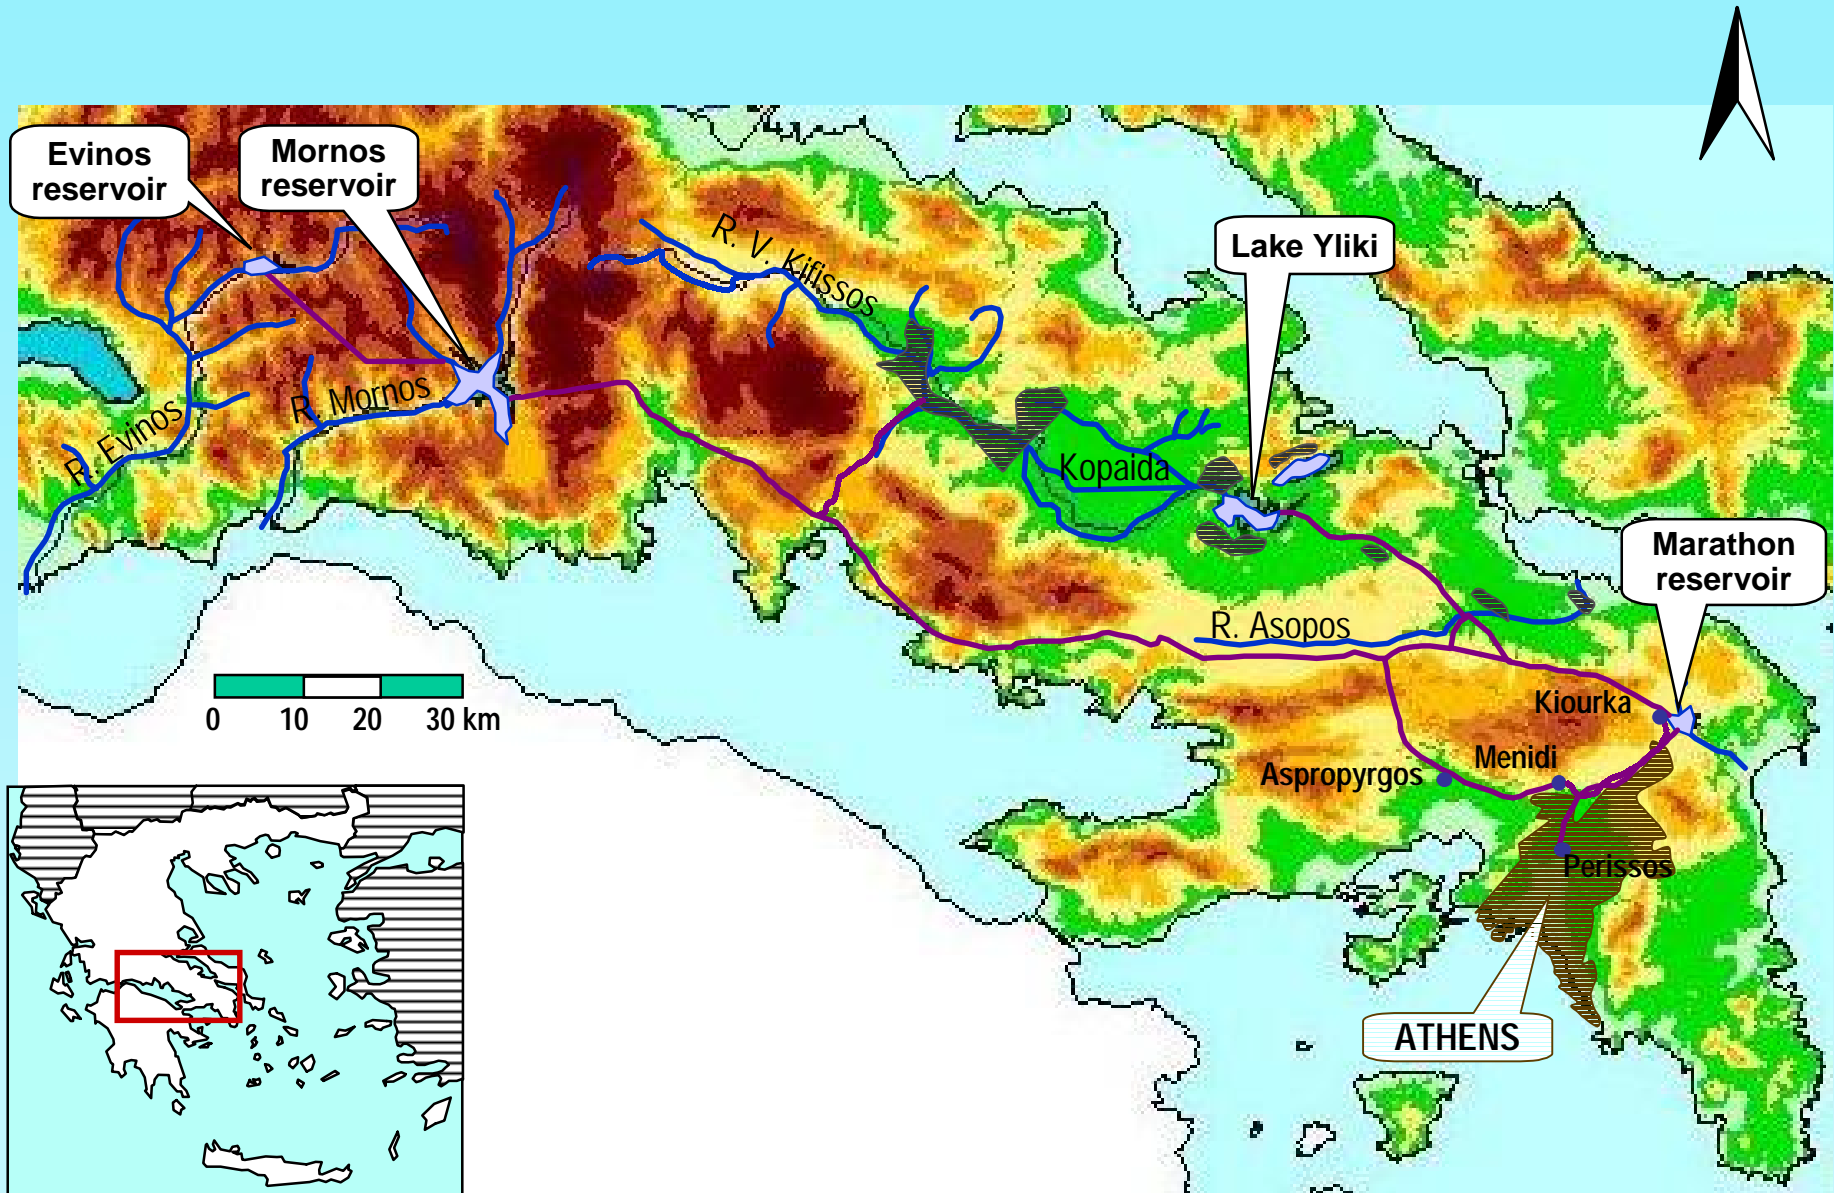 Evinos
reservoir
Mornos
reservoir
R. V. Kifissos
Lake Yliki
R. Mornos
R. Evinos
Kopaida
Marathon
reservoir
R. Asopos
0 10 20 30 km
Kiourka
Menidi
Aspropyrgos
Perissos
ATHENS